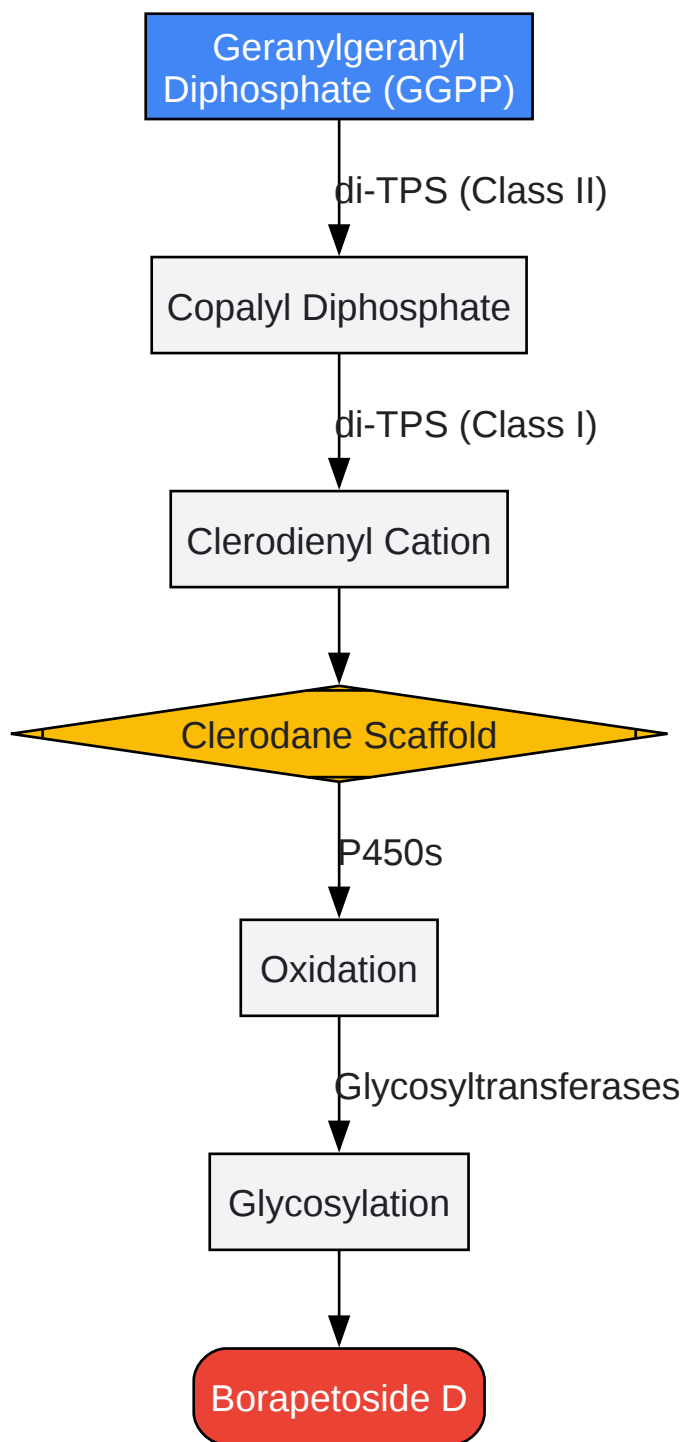 Geranylgeranyl
Diphosphate (GGPP)
di-TPS (Class II)
Copalyl Diphosphate
di-TPS (Class I)
Clerodienyl Cation
Clerodane Scaffold
P450s
Oxidation
Glycosyltransferases
Glycosylation
Borapetoside D